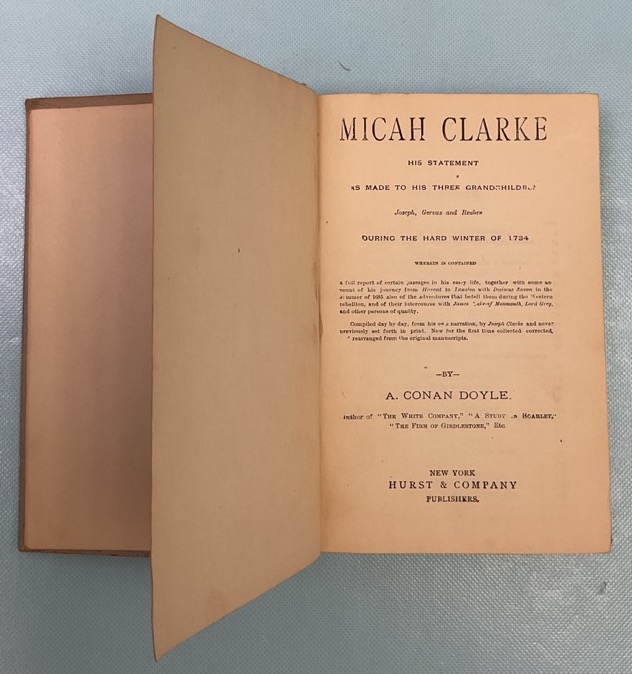 MICAH CLARKE
HIS STATEMENT
AS MADE TO HIS THREE GRANDCHILDREN
Joseph, Gervas and Reuben
DURING THE HARD WINTER OF 1734
WHEREIN IS CONTAINED
a full report of certain passages in his early life, together with some ac-
count of his journey from Havent to Taunton with Decimus Saxon in the
summer of 1685, also of the adventures that befell them during the Western
rebellion, and of their intercourse with James Duke of Monmouth, Lord Grey,
and other persons of quality.
Compiled day by day, from his own narration, by Joseph Clarke, and never
previously set forth in print. Now for the first time collected corrected,
rearranged from the original manuscripts.
—BY—
A. CONAN DOYLE.
Author of "THE WHITE COMPANY," "A STUDY IN SCARLET,"
"THE FIRM OF GIRDLESTONE," Etc.
NEW YORK
HURST & COMPANY
PUBLISHERS.